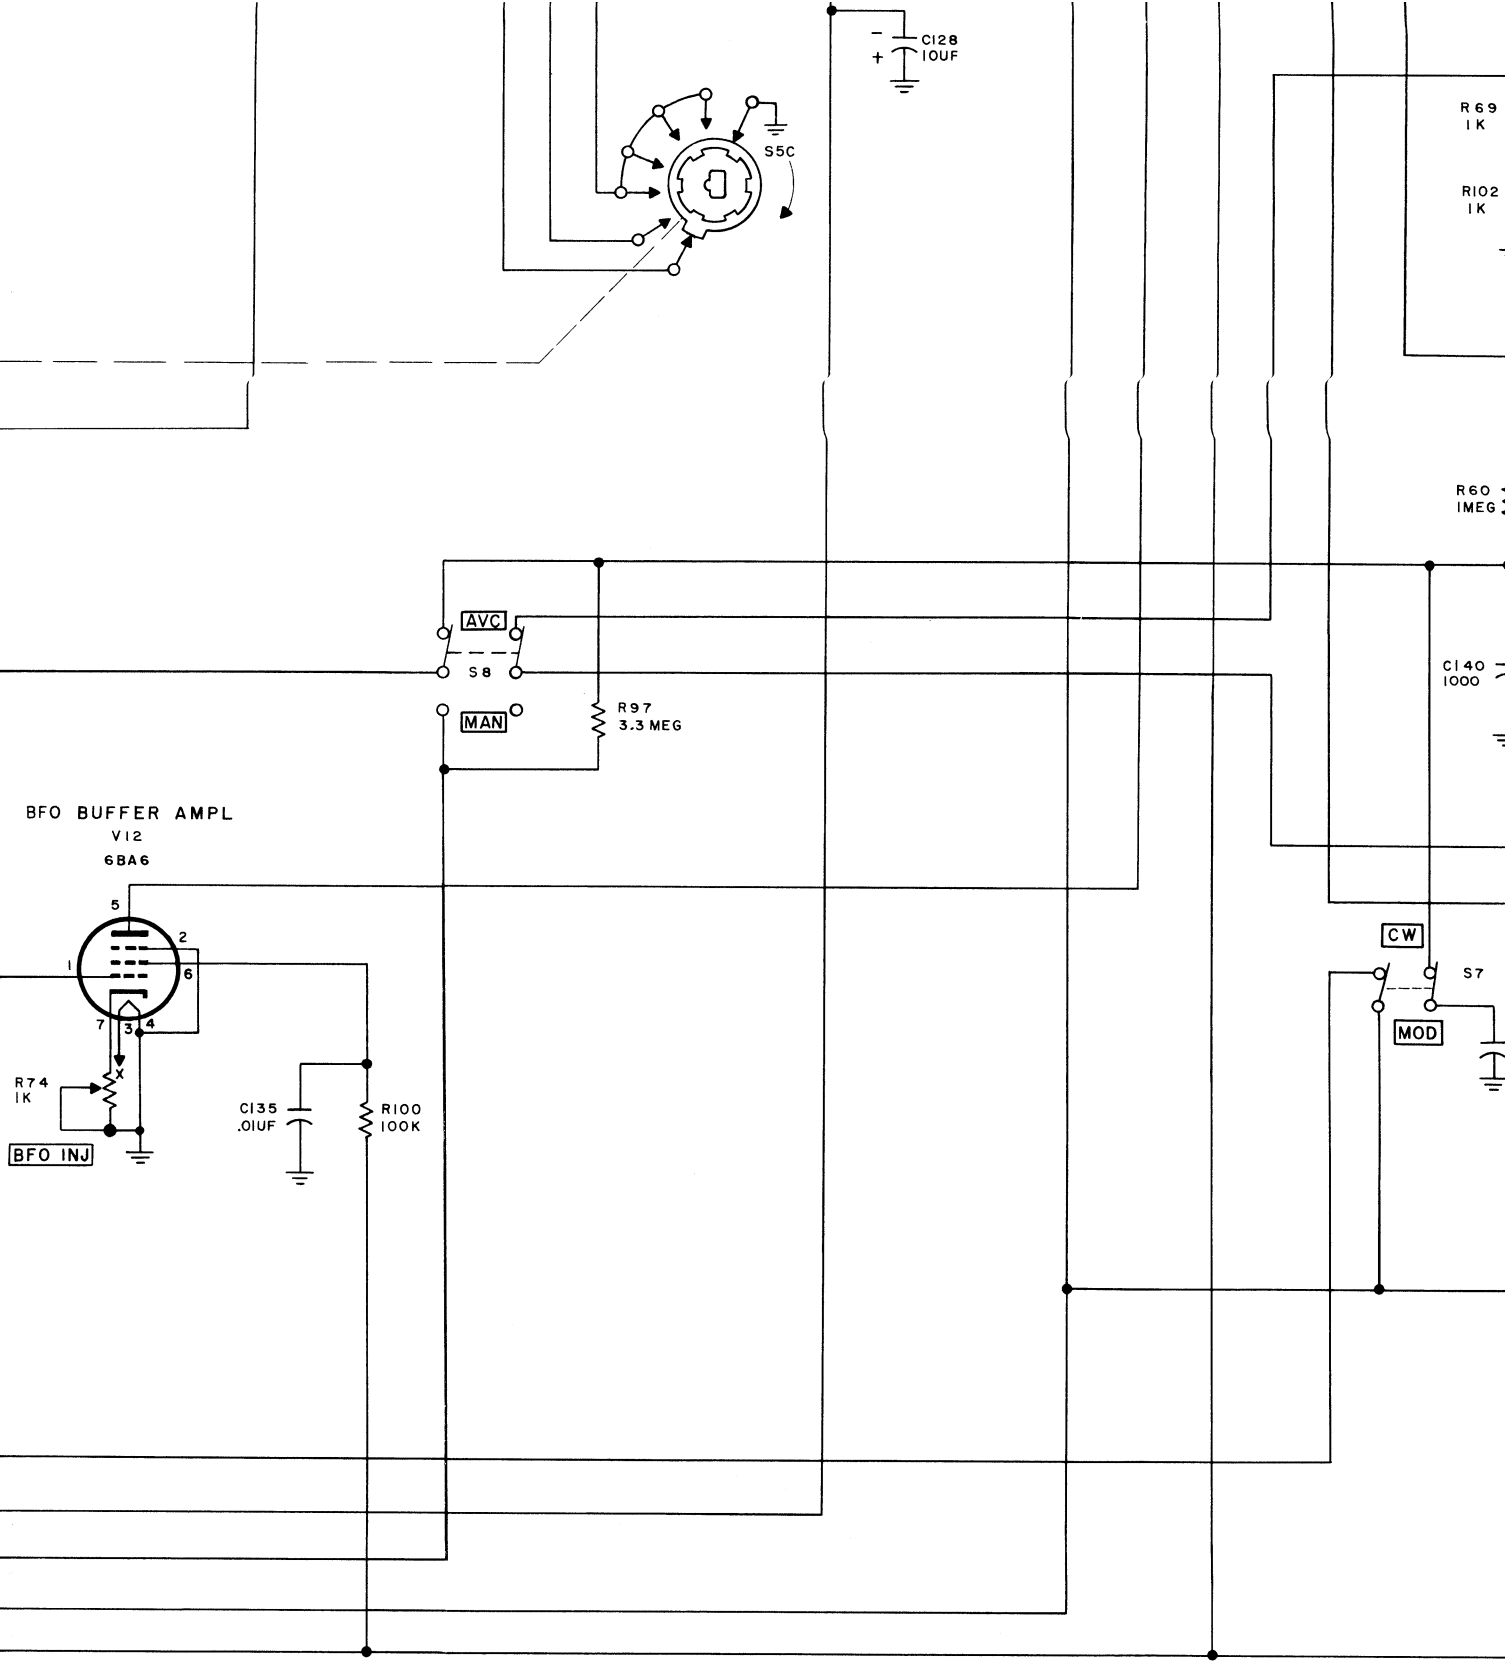 −
+
C128
10UF
R69
1K
S5C
R102
1K
R60
1MEG
AVC
S8
MAN
R97
3.3 MEG
C140
1000
BFO BUFFER AMPL
V12
6BA6
5
2
1
6
7
3
4
X
R74
1K
BFO INJ
C135
.01UF
R100
100K
CW
S7
MOD